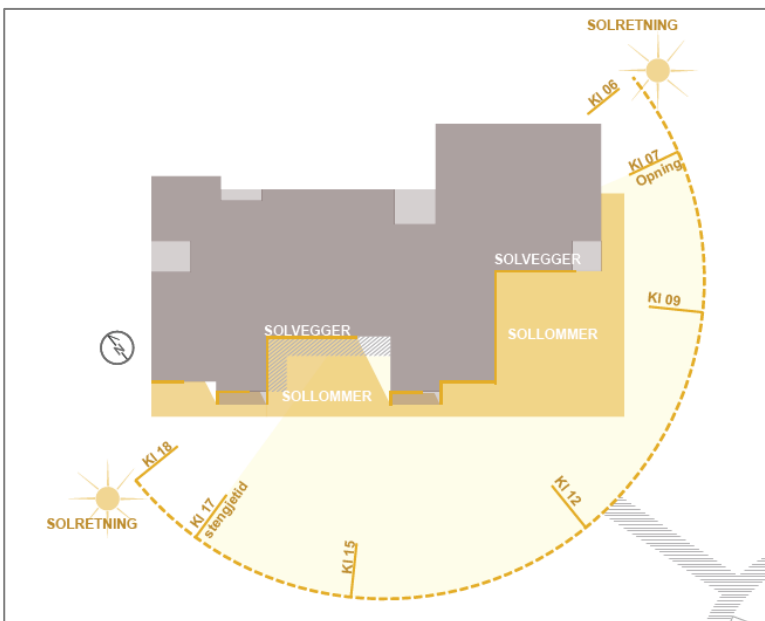 SOLRETNING
Kl 06
Kl 07
Opning
SOLVEGGER
Kl 09
SOLVEGGER
SOLLOMMER
N
SOLLOMMER
Kl 18
Kl 17
stengjetid
Kl 12
SOLRETNING
Kl 15